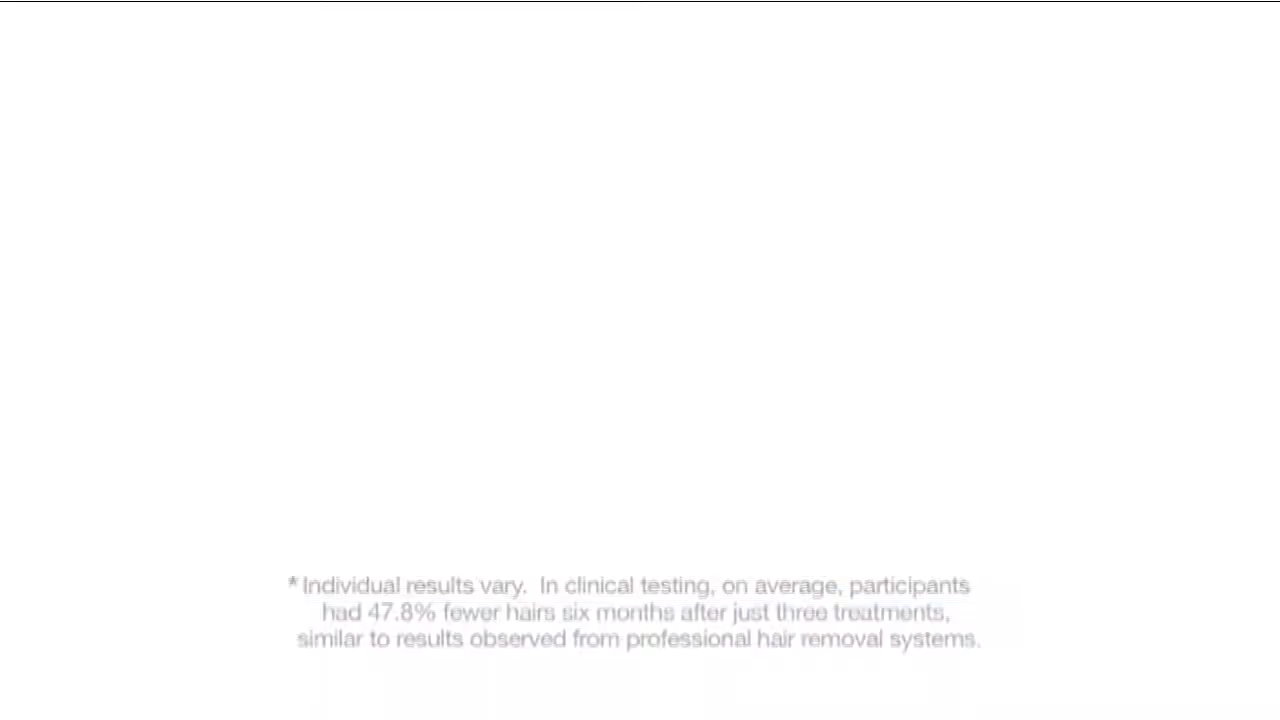 * Individual results vary.  In clinical testing, on average, participants
had 47.8% fewer hairs six months after just three treatments,
similar to results observed from professional hair removal systems.